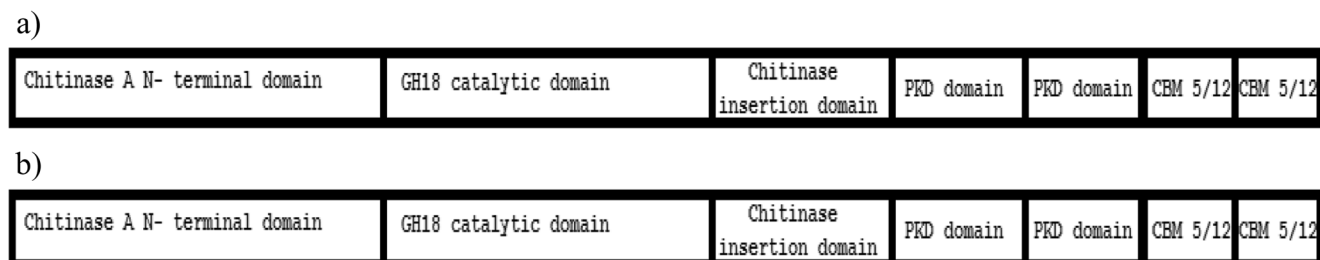 a)
Chitinase A N- terminal domain GH18 catalytic domain Chitinase insertion domain PKD domain PKD domain CBM 5/12 CBM 5/12
b)
Chitinase A N- terminal domain GH18 catalytic domain Chitinase insertion domain PKD domain PKD domain CBM 5/12 CBM 5/12